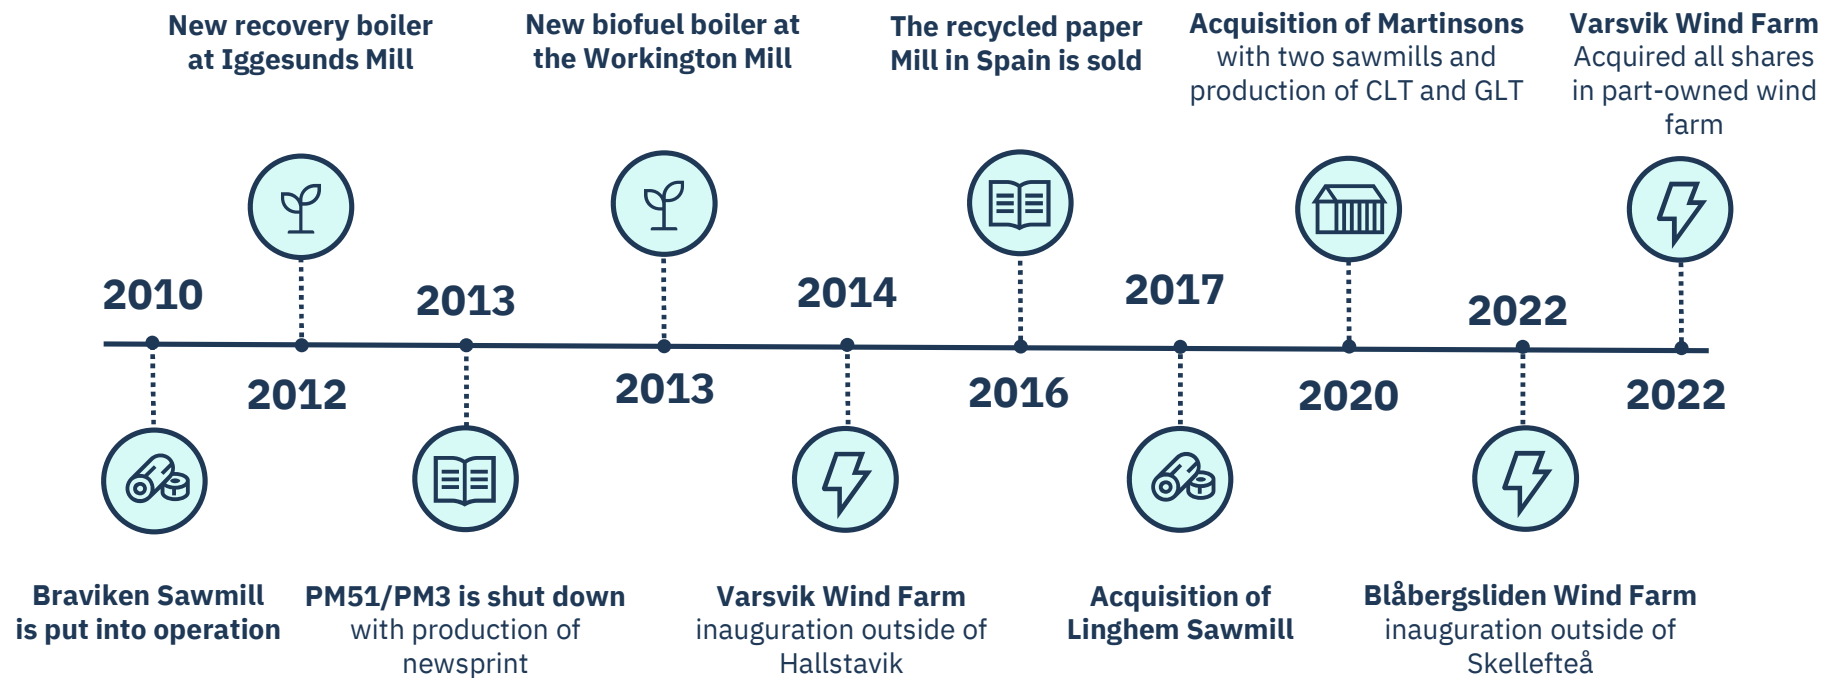 New recovery boiler
at Iggesunds Mill
New biofuel boiler at
the Workington Mill
The recycled paper
Mill in Spain is sold
Acquisition of Martinsons
with two sawmills and
production of CLT and GLT
Varsvik Wind Farm
Acquired all shares
in part-owned wind
farm
2010
2013
2014
2017
2022
2012
2013
2016
2020
2022
Braviken Sawmill
is put into operation
PM51/PM3 is shut down
with production of
newsprint
Varsvik Wind Farm
inauguration outside of
Hallstavik
Acquisition of
Linghem Sawmill
Blåbergsliden Wind Farm
inauguration outside of
Skellefteå